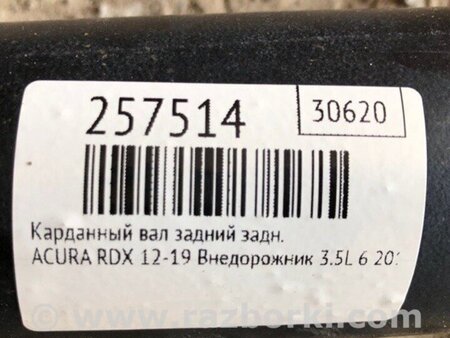 257514
30620
Карданный вал задний задн.
ACURA RDX 12-19 Внедорожник 3.5L 6
www.razborki.com